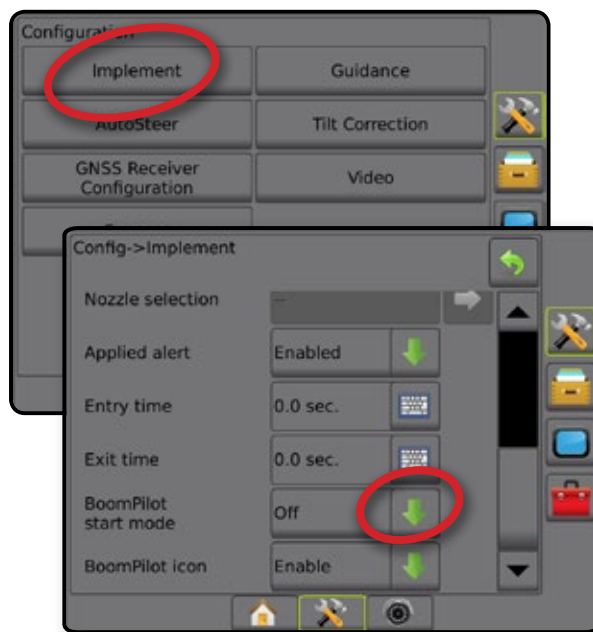 Configuration
Implement
Guidance
AutoSteer
Tilt Correction
GNSS Receiver
Configuration
Video
Config->Implement
Nozzle selection
--
Applied alert
Enabled
Entry time
0.0 sec.
Exit time
0.0 sec.
BoomPilot
start mode
Off
BoomPilot icon
Enable